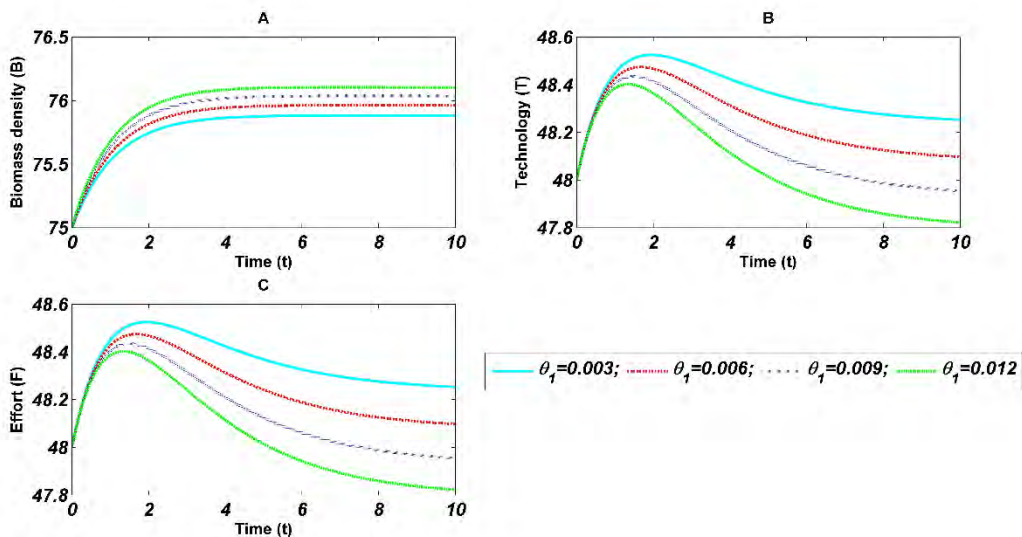 A
76.5
76
75.5
75
Biomass density (B)
0 2 4 6 8 10
Time (t)
B
48.6
48.4
48.2
48
47.8
Technology (T)
0 2 4 6 8 10
Time (t)
C
48.6
48.4
48.2
48
47.8
Effort (F)
0 2 4 6 8 10
Time (t)
θ1=0.003; θ1=0.006; θ1=0.009; θ1=0.012